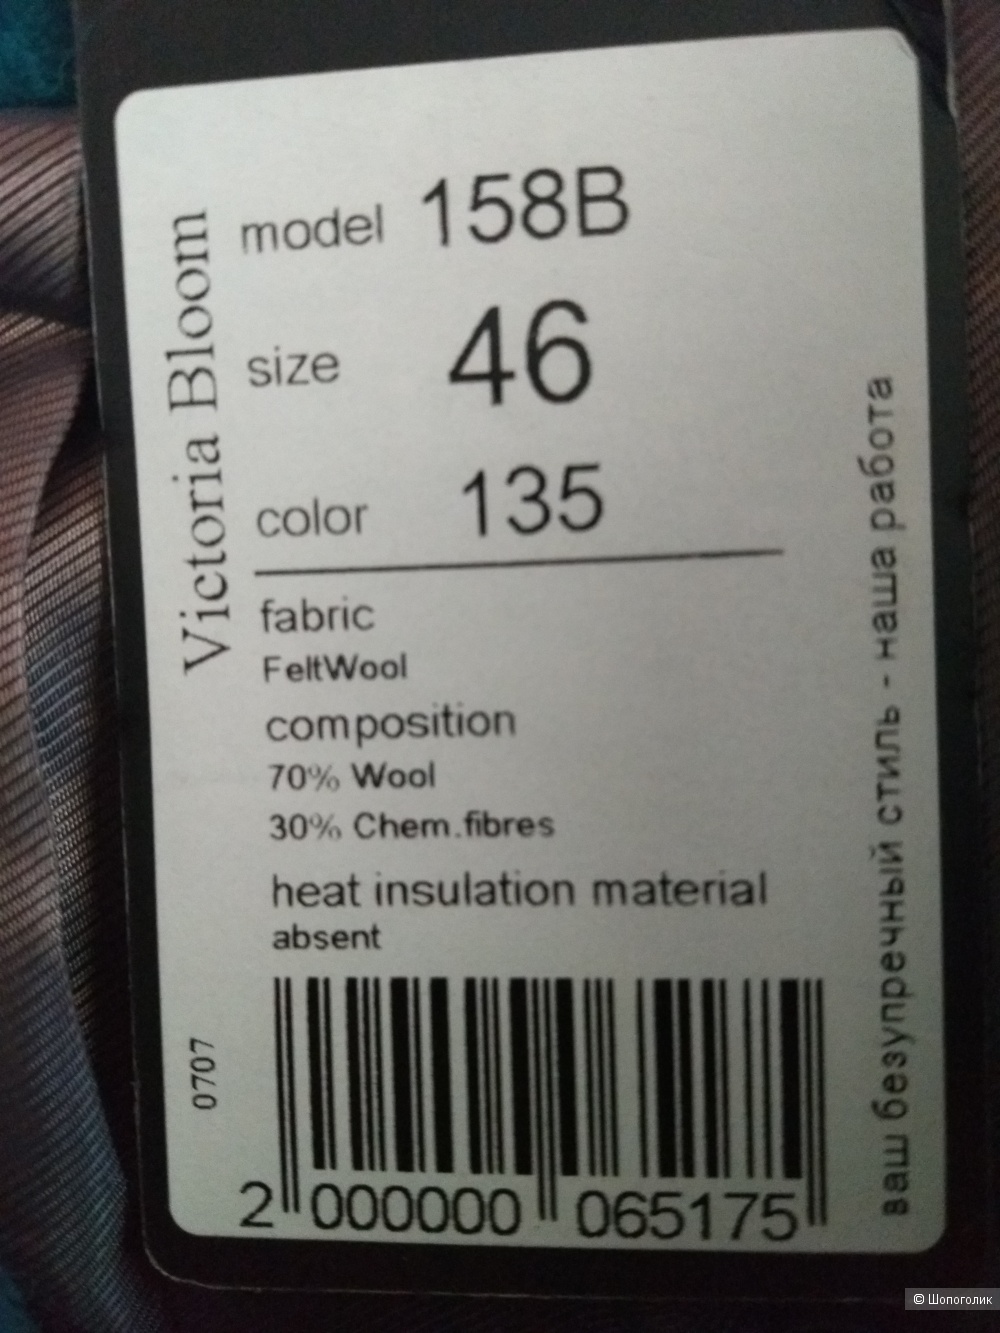 Victoria Bloom
model 158B
size 46
color 135
fabric
FeltWool
composition
70% Wool
30% Chem.fibres
heat insulation material
absent
0707
2 000000 065175
ваш безупречный стиль - наша работа
© Шопоголик